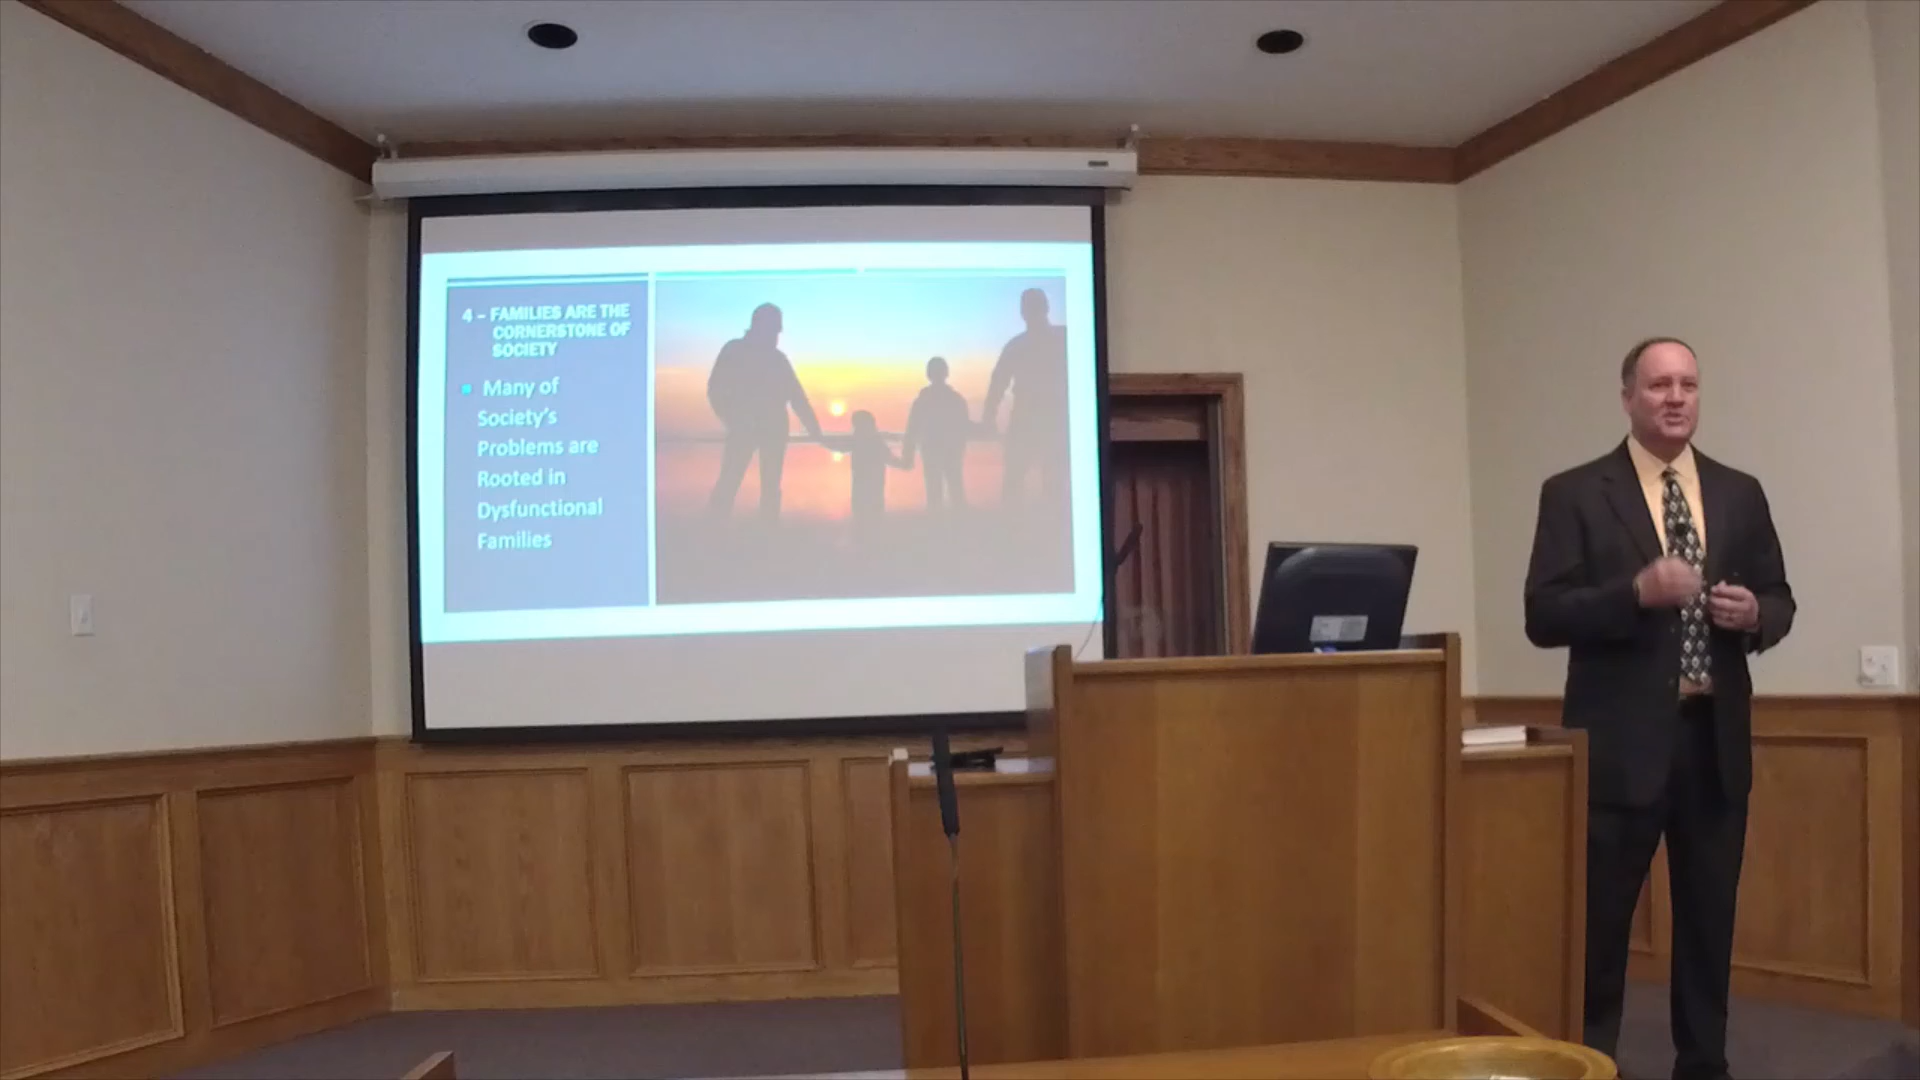 4 – FAMILIES ARE THE
CORNERSTONE OF
SOCIETY
Many of
Society's
Problems are
Rooted in
Dysfunctional
Families